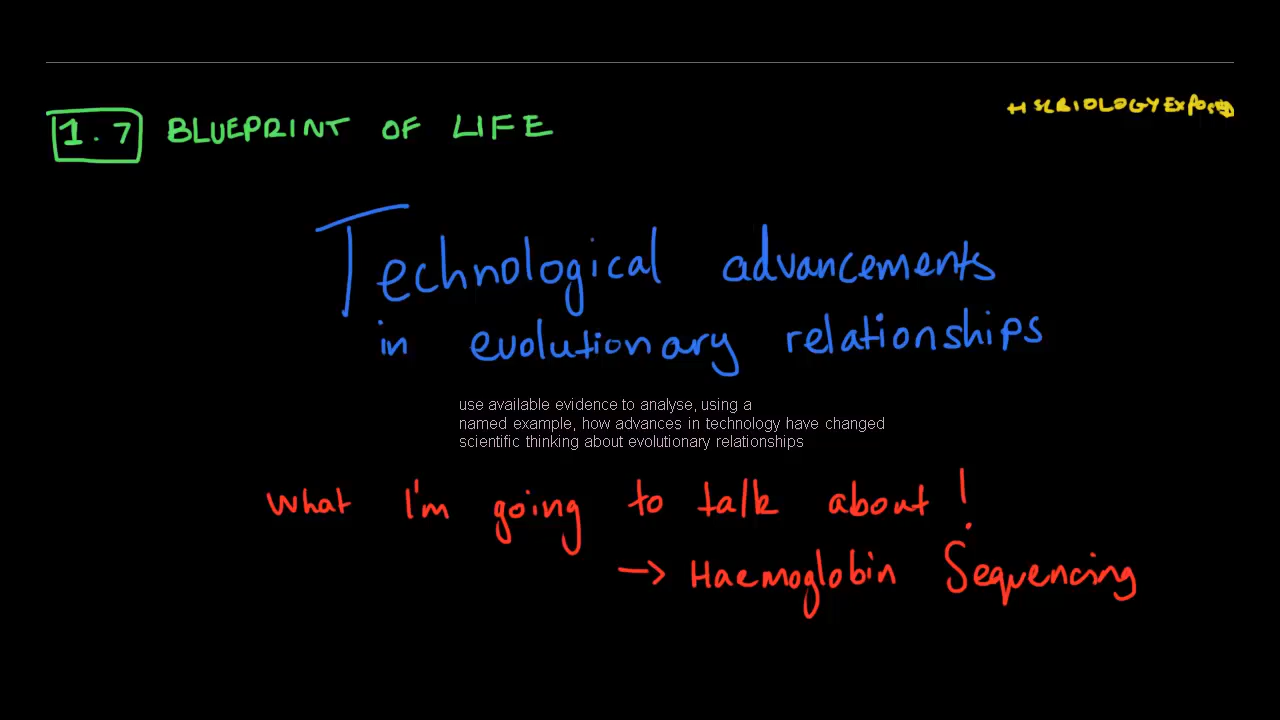 HSCBIOLOGYEXPOSED
1.7 BLUEPRINT OF LIFE
Technological advancements
in evolutionary relationships
use available evidence to analyse, using a
named example, how advances in technology have changed
scientific thinking about evolutionary relationships
What I'm going to talk about!
→ Haemoglobin Sequencing